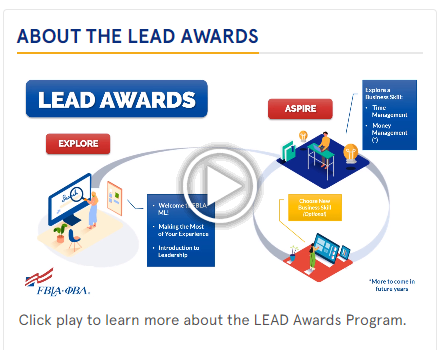 ABOUT THE LEAD AWARDS
LEAD AWARDS
EXPLORE
• Welcome to FBLA
ML!
• Making the Most
of Your Experience
• Introduction to
Leadership
ASPIRE
Explore a
Business Skill:
• Time
Management
• Money
Management
(*)
Choose New
Business Skill
(Optional)
FBLA-ΦBΛ.
*More to come in
future years
Click play to learn more about the LEAD Awards Program.